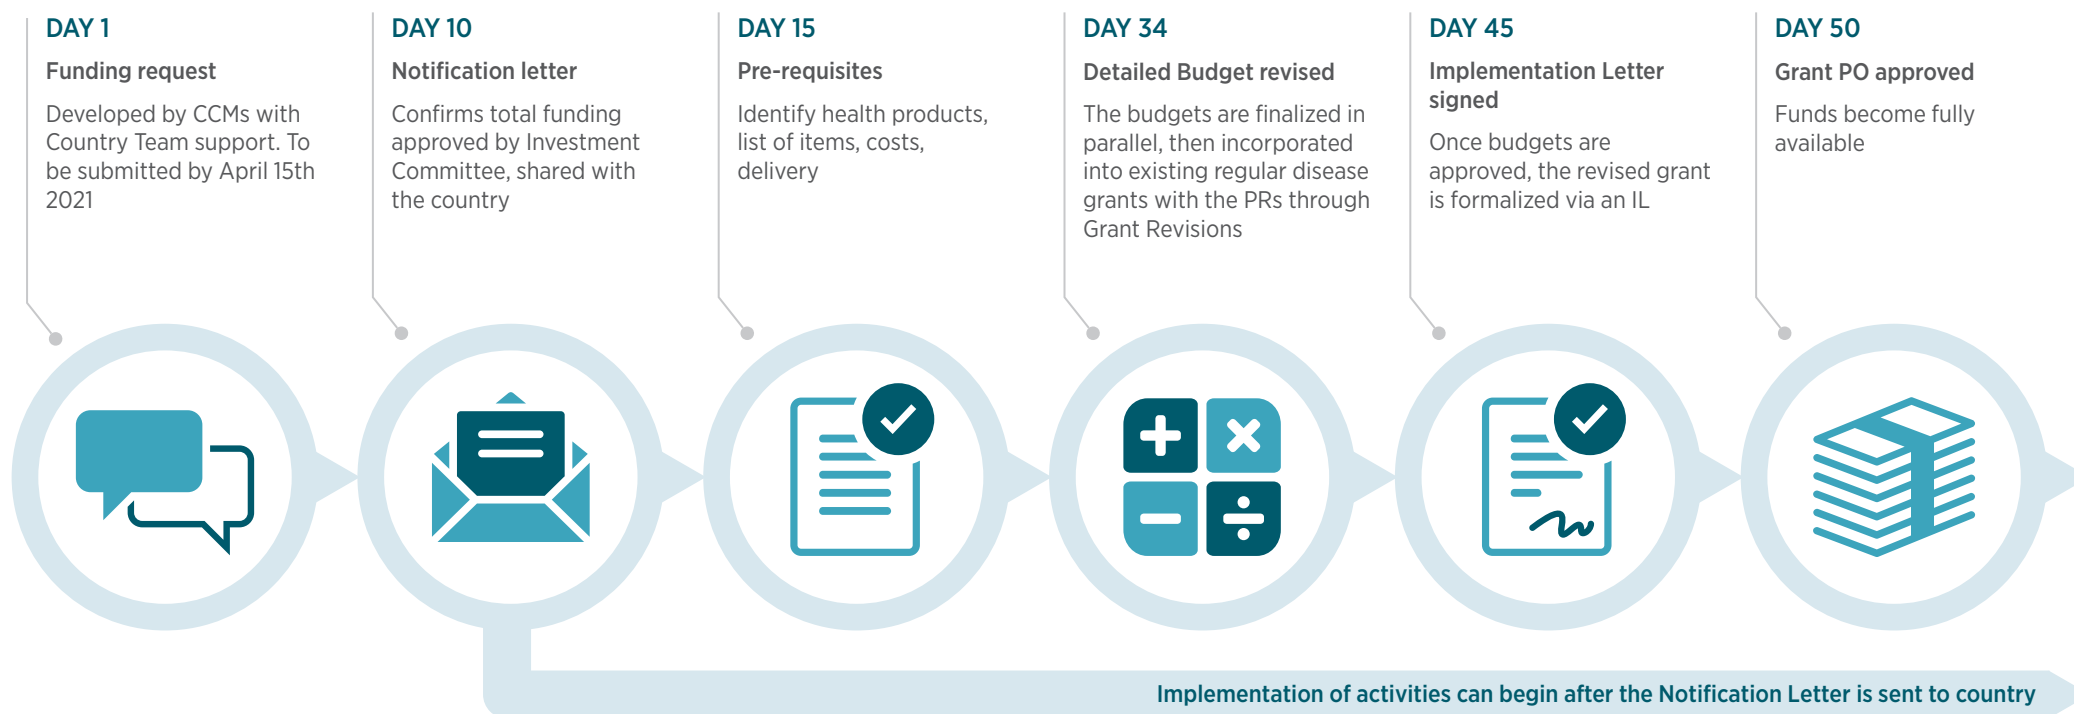 DAY 1
Funding request
Developed by CCMs with
Country Team support. To
be submitted by April 15th
2021
DAY 10
Notification letter
Confirms total funding
approved by Investment
Committee, shared with
the country
DAY 15
Pre-requisites
Identify health products,
list of items, costs,
delivery
DAY 34
Detailed Budget revised
The budgets are finalized in
parallel, then incorporated
into existing regular disease
grants with the PRs through
Grant Revisions
DAY 45
Implementation Letter
signed
Once budgets are
approved, the revised grant
is formalized via an IL
DAY 50
Grant PO approved
Funds become fully
available
Implementation of activities can begin after the Notification Letter is sent to country